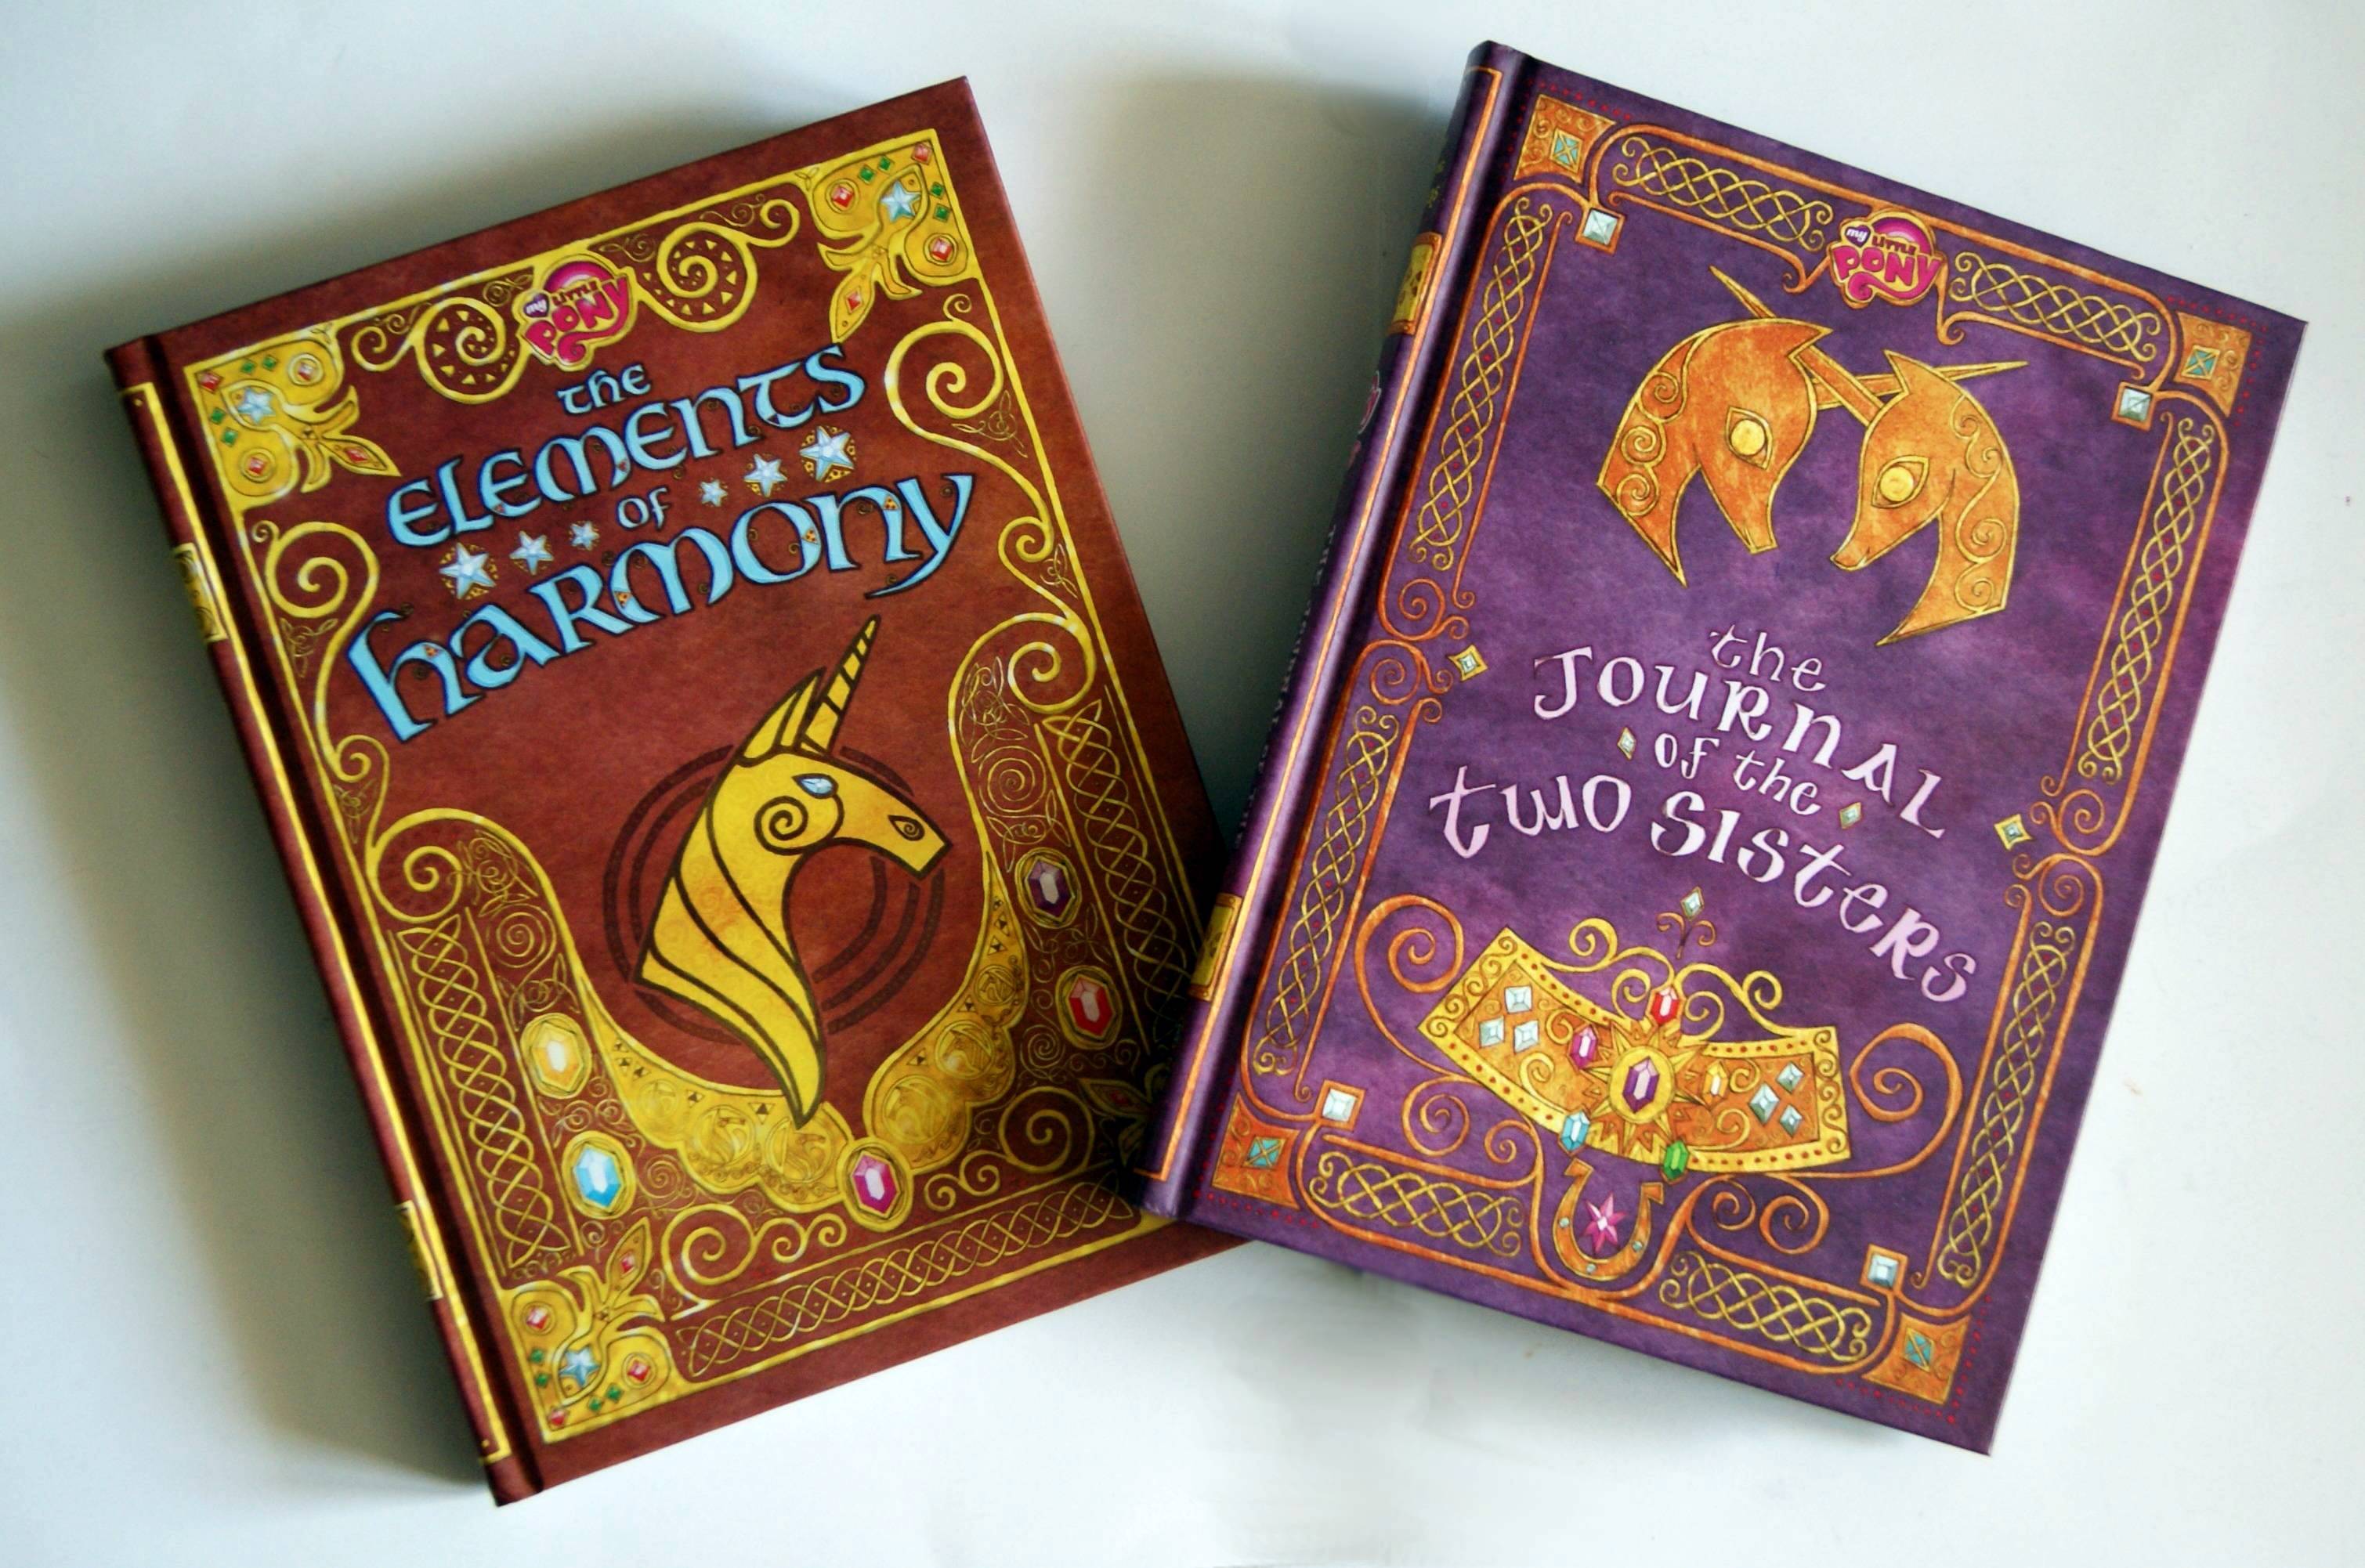 my LITTLE
PONY
the
ELEMENTS
OF
harmony
my LITTLE
PONY
the
JOURNAL
of the
two SISters